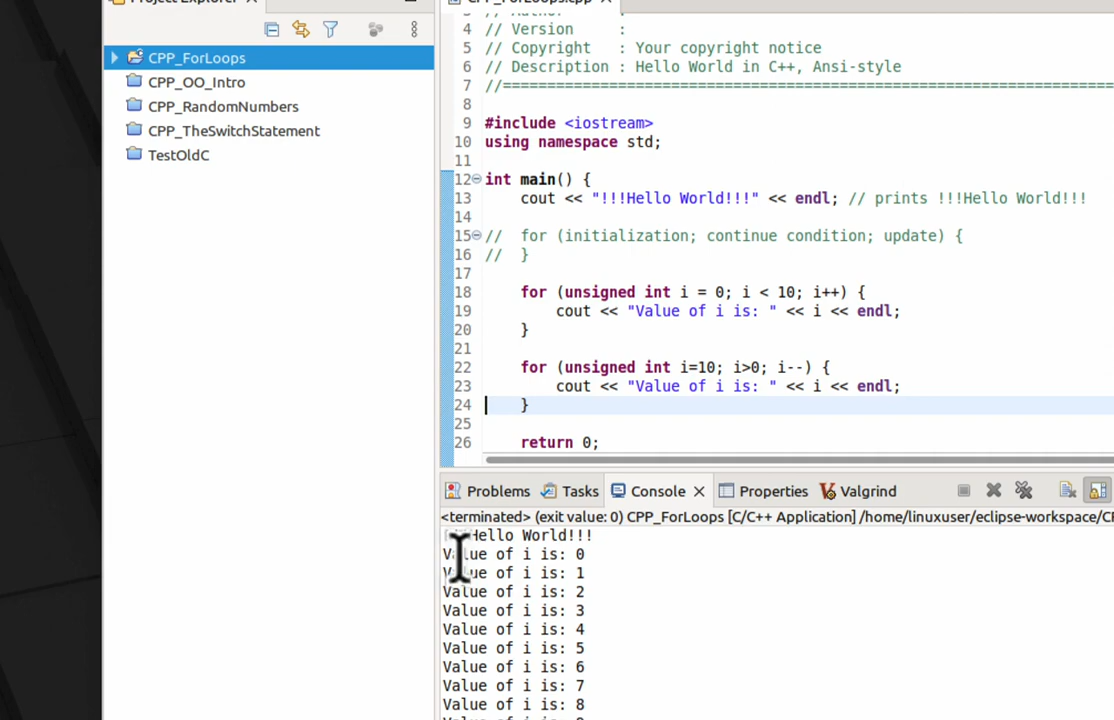 Project Explorer
CPP_ForLoops.cpp
CPP_ForLoops
CPP_OO_Intro
CPP_RandomNumbers
CPP_TheSwitchStatement
TestOldC
3 // Author      :
4 // Version     :
5 // Copyright   : Your copyright notice
6 // Description : Hello World in C++, Ansi-style
7 //============================================================================
8
9 #include <iostream>
10 using namespace std;
11
12 int main() {
13     cout << "!!!Hello World!!!" << endl; // prints !!!Hello World!!!
14
15 //  for (initialization; continue condition; update) {
16 //  }
17
18     for (unsigned int i = 0; i < 10; i++) {
19         cout << "Value of i is: " << i << endl;
20     }
21
22     for (unsigned int i=10; i>0; i--) {
23         cout << "Value of i is: " << i << endl;
24     }
25
26     return 0;
Problems Tasks Console Properties Valgrind
<terminated> (exit value: 0) CPP_ForLoops [C/C++ Application] /home/linuxuser/eclipse-workspace/
Hello World!!!
Value of i is: 0
Value of i is: 1
Value of i is: 2
Value of i is: 3
Value of i is: 4
Value of i is: 5
Value of i is: 6
Value of i is: 7
Value of i is: 8